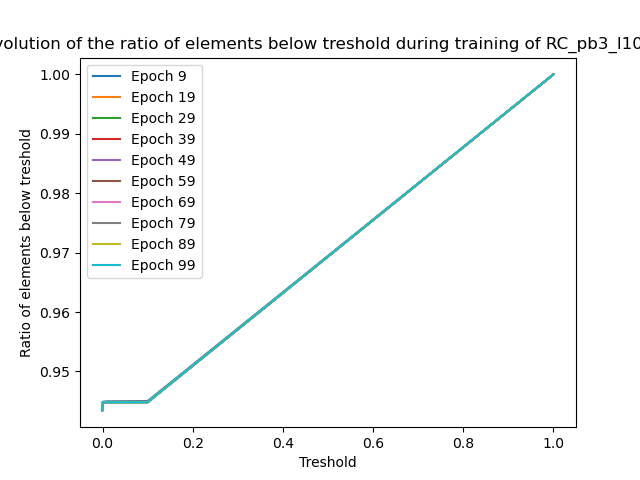 volution of the ratio of elements below treshold during training of RC_pb3_l10
1.00
0.99
0.98
0.97
0.96
0.95
Ratio of elements below treshold
Epoch 9
Epoch 19
Epoch 29
Epoch 39
Epoch 49
Epoch 59
Epoch 69
Epoch 79
Epoch 89
Epoch 99
0.0 0.2 0.4 0.6 0.8 1.0
Treshold